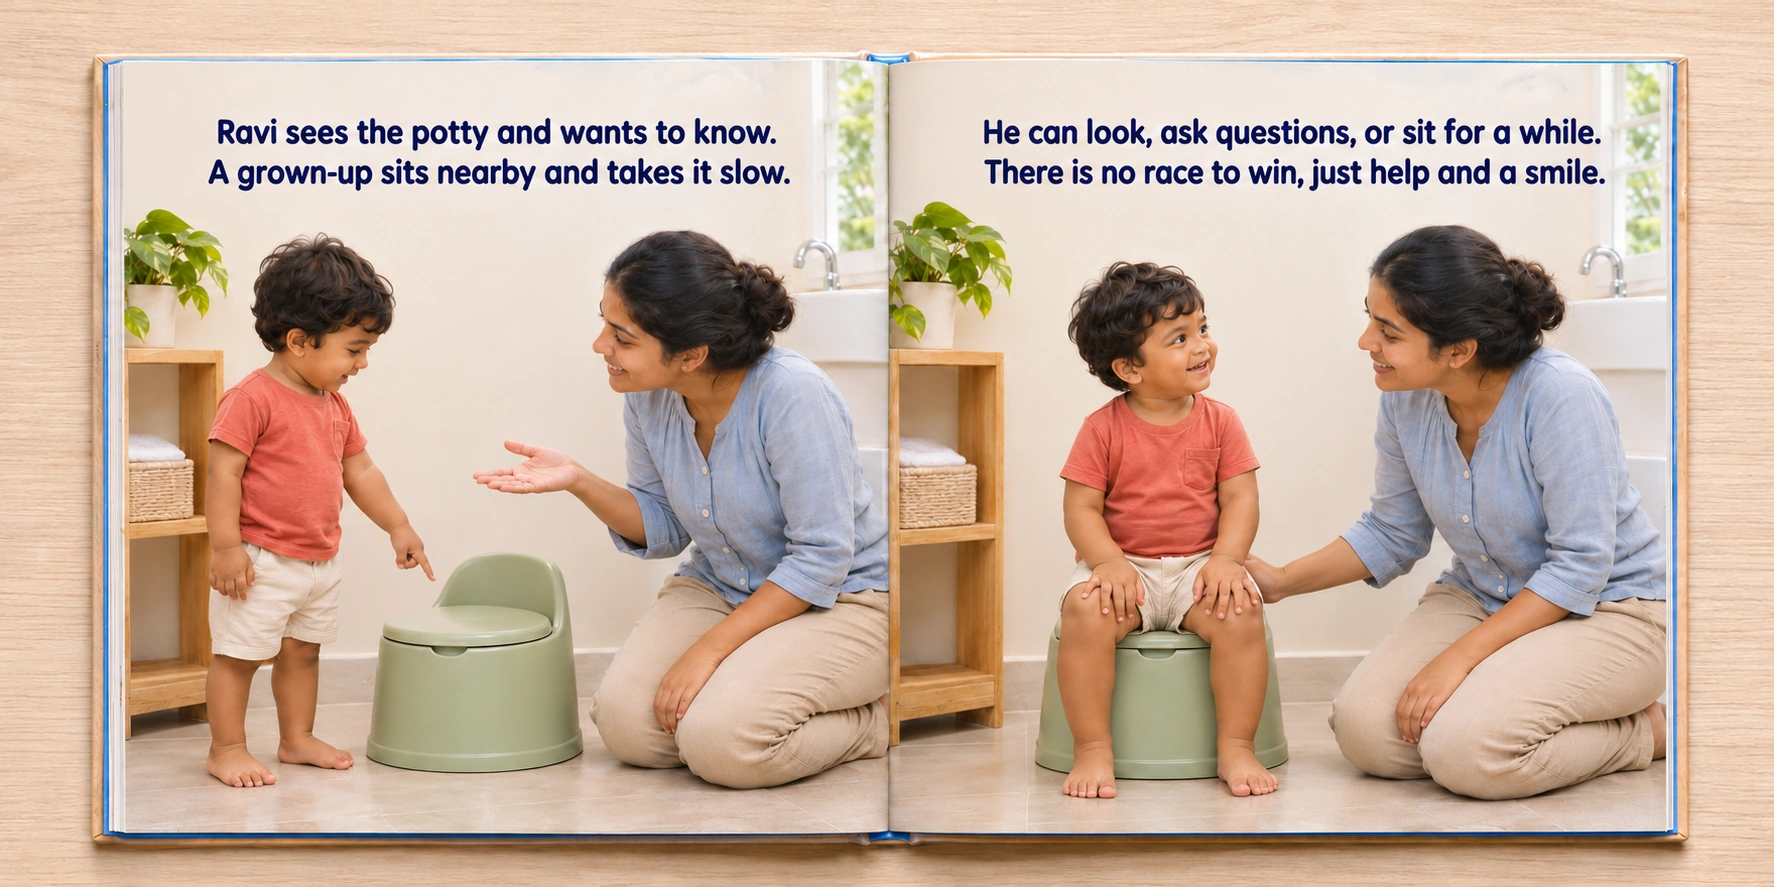 Ravi sees the potty and wants to know.
A grown-up sits nearby and takes it slow.
He can look, ask questions, or sit for a while.
There is no race to win, just help and a smile.